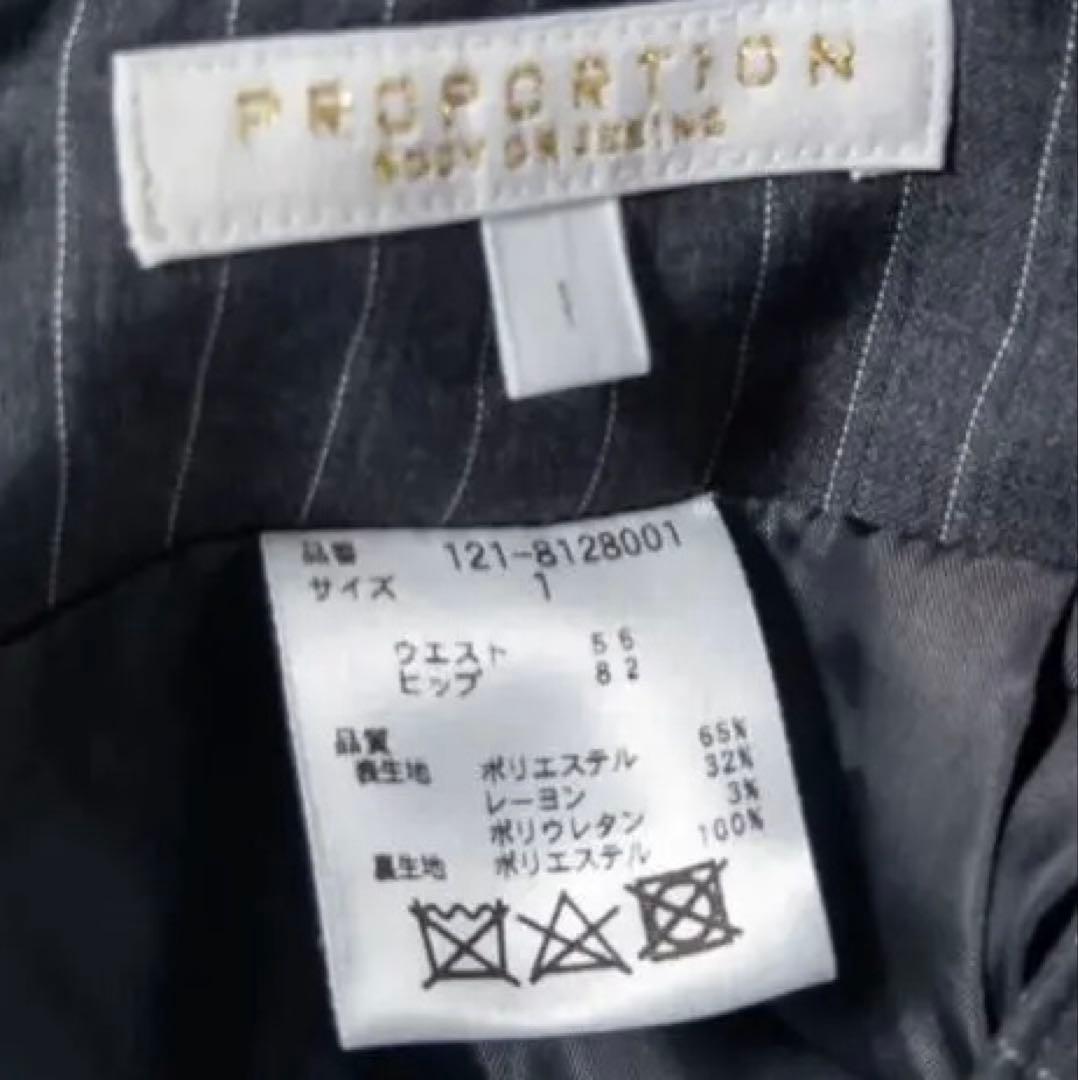 PROPORTION
BODY DRESSING
1
品番 121-8128001
サイズ 1
ウエスト 56
ヒップ 82
品質
表生地 ポリエステル 65%
レーヨン 32%
ポリウレタン 3%
裏生地 ポリエステル 100%